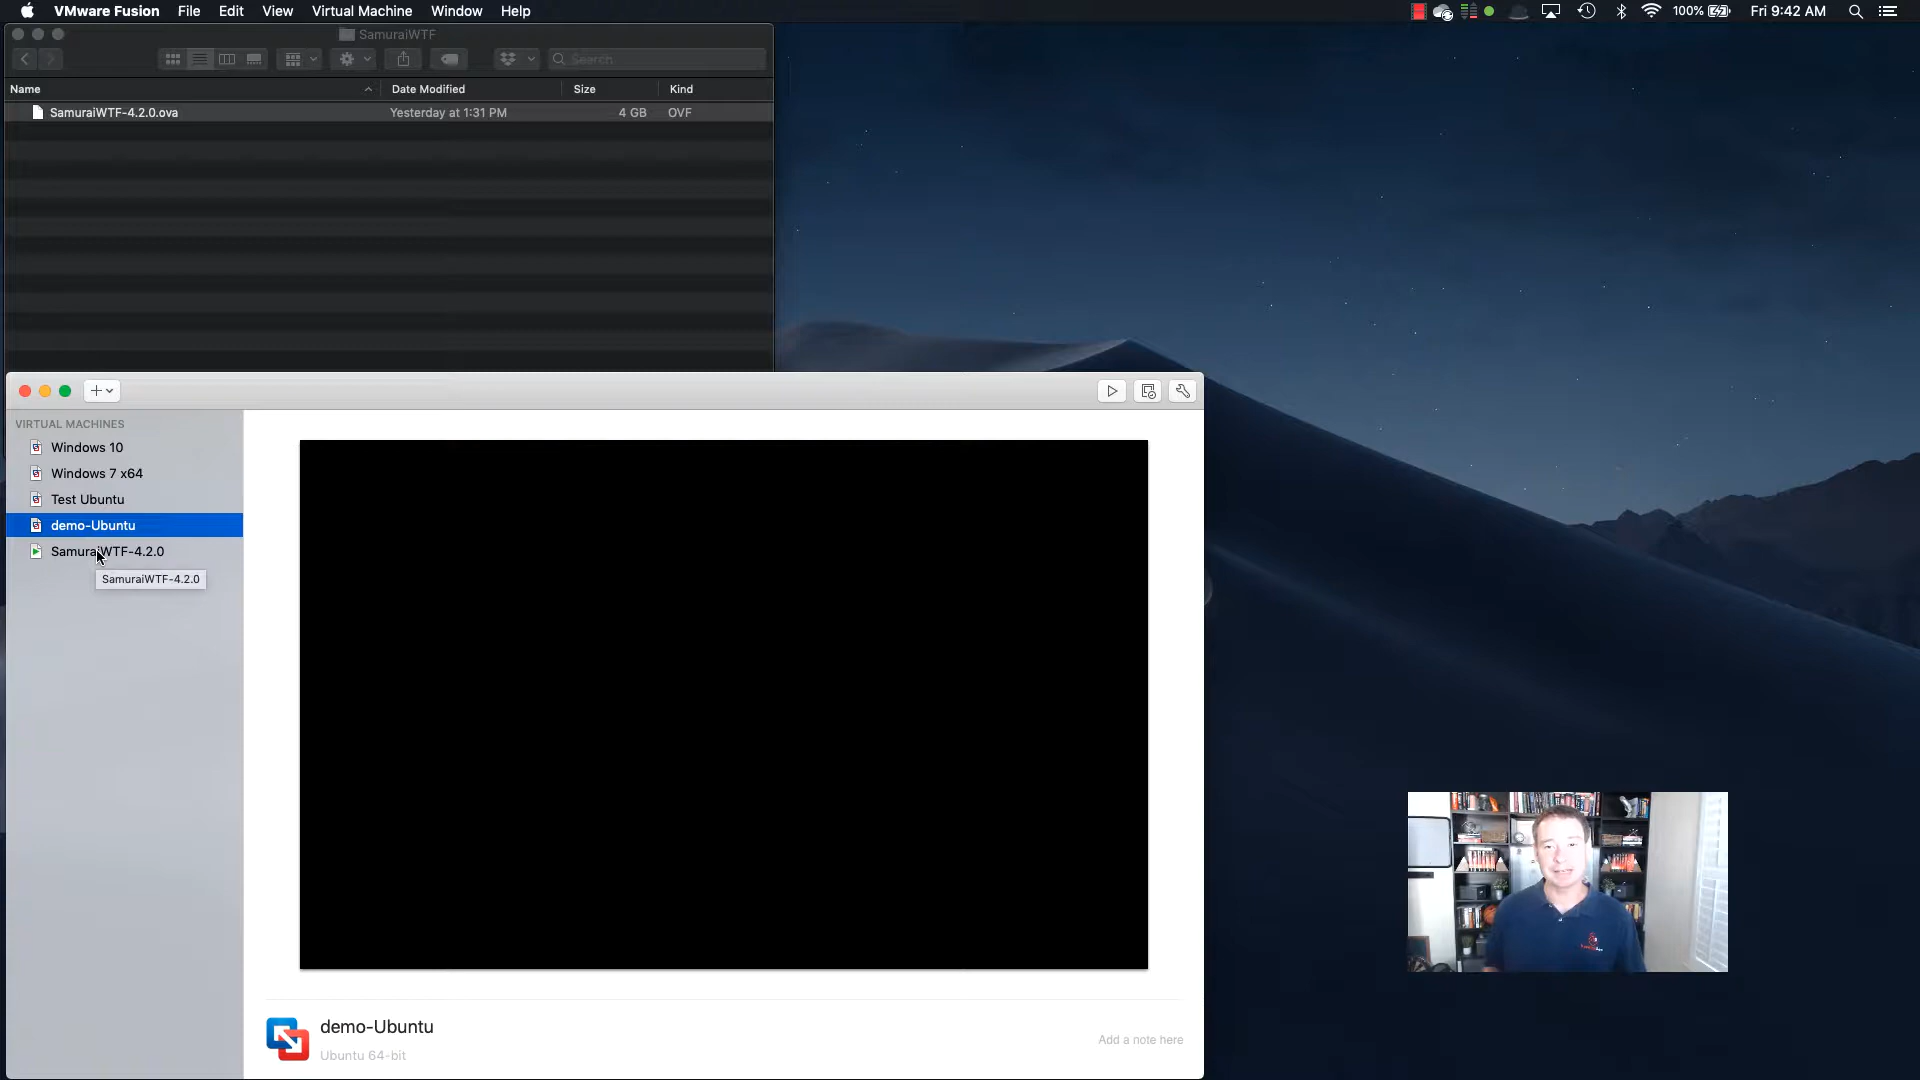 VMware Fusion File Edit View Virtual Machine Window Help 100% Fri 9:42 AM
SamuraiWTF
Search
Name Date Modified Size Kind
SamuraiWTF-4.2.0.ova Yesterday at 1:31 PM 4 GB OVF
VIRTUAL MACHINES
Windows 10
Windows 7 x64
Test Ubuntu
demo-Ubuntu
SamuraiWTF-4.2.0
SamuraiWTF-4.2.0
demo-Ubuntu
Ubuntu 64-bit
Add a note here